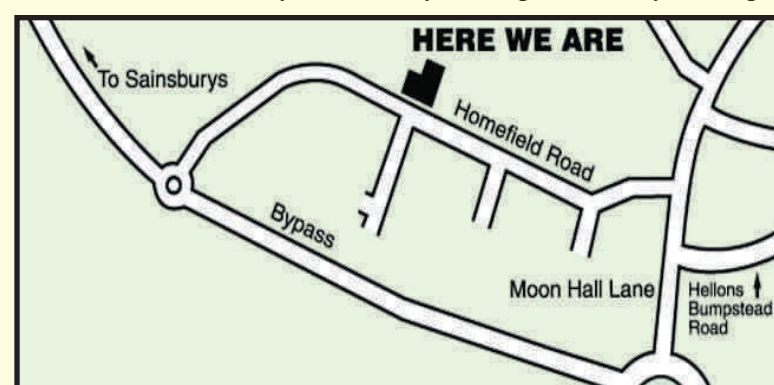 HERE WE ARE
To Sainsburys
Homefield Road
Bypass
Moon Hall Lane
Hellons
Bumpstead
Road